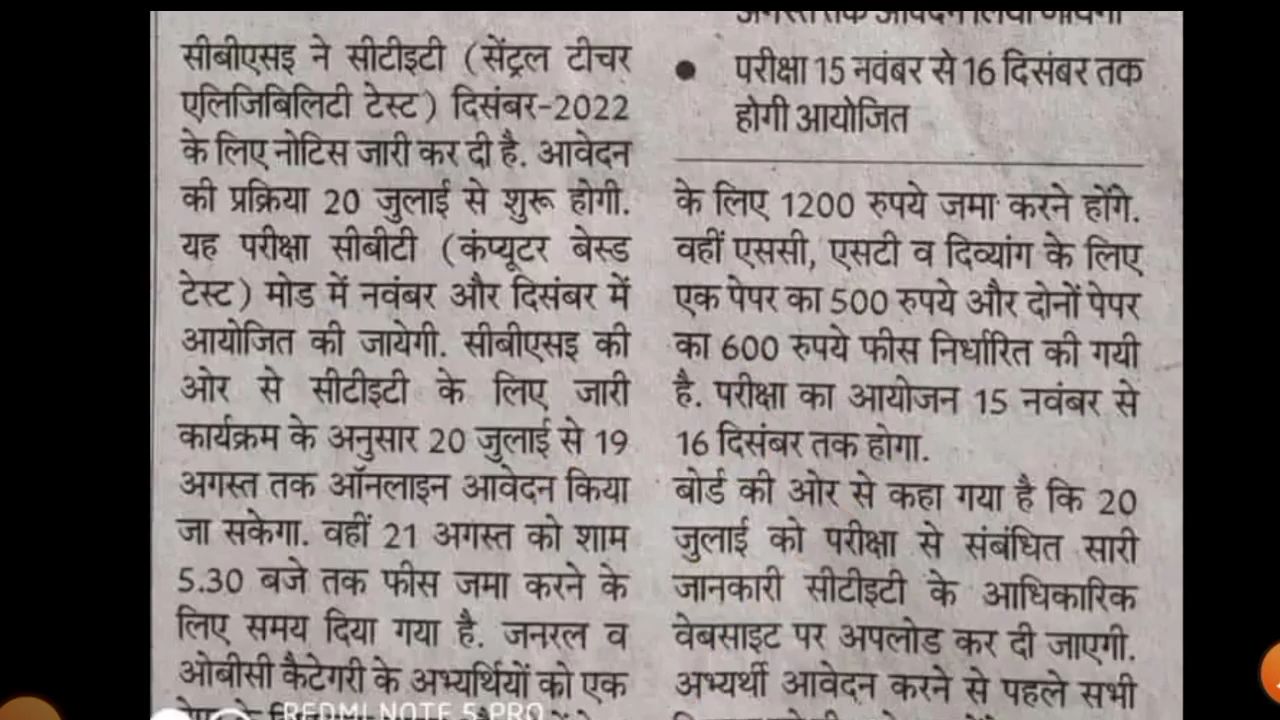 सीबीएसइ ने सीटीइटी (सेंट्रल टीचर
एलिजिबिलिटी टेस्ट) दिसंबर-2022
के लिए नोटिस जारी कर दी है. आवेदन
की प्रक्रिया 20 जुलाई से शुरू होगी.
यह परीक्षा सीबीटी (कंप्यूटर बेस्ड
टेस्ट) मोड में नवंबर और दिसंबर में
आयोजित की जायेगी. सीबीएसइ की
ओर से सीटीइटी के लिए जारी
कार्यक्रम के अनुसार 20 जुलाई से 19
अगस्त तक ऑनलाइन आवेदन किया
जा सकेगा. वहीं 21 अगस्त को शाम
5.30 बजे तक फीस जमा करने के
लिए समय दिया गया है. जनरल व
ओबीसी कैटेगरी के अभ्यर्थियों को एक
REDMI NOTE 5 PRO
● परीक्षा 15 नवंबर से 16 दिसंबर तक
होगी आयोजित
के लिए 1200 रुपये जमा करने होंगे.
वहीं एससी, एसटी व दिव्यांग के लिए
एक पेपर का 500 रुपये और दोनों पेपर
का 600 रुपये फीस निर्धारित की गयी
है. परीक्षा का आयोजन 15 नवंबर से
16 दिसंबर तक होगा.
बोर्ड की ओर से कहा गया है कि 20
जुलाई को परीक्षा से संबंधित सारी
जानकारी सीटीइटी के आधिकारिक
वेबसाइट पर अपलोड कर दी जाएगी.
अभ्यर्थी आवेदन करने से पहले सभी